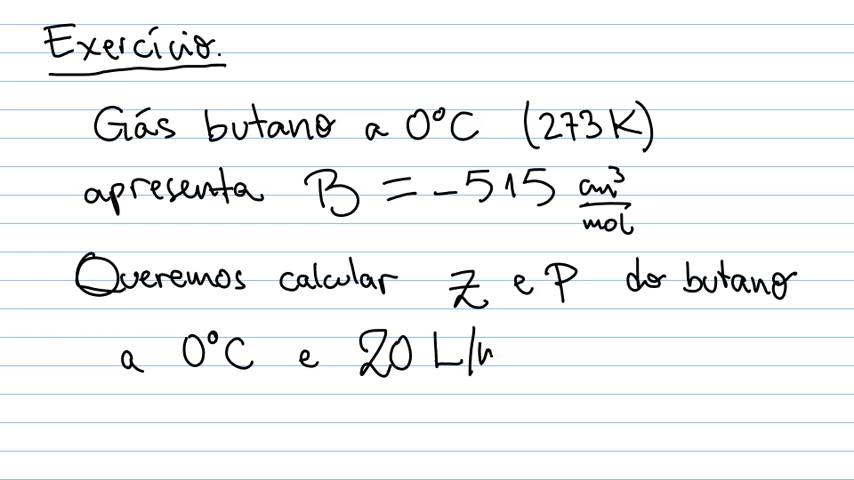 Exercício.
Gás butano a 0°C (273K)
apresenta B = -515 cm³/mol
Queremos calcular Z e P do butano
a 0°C e 20 L/